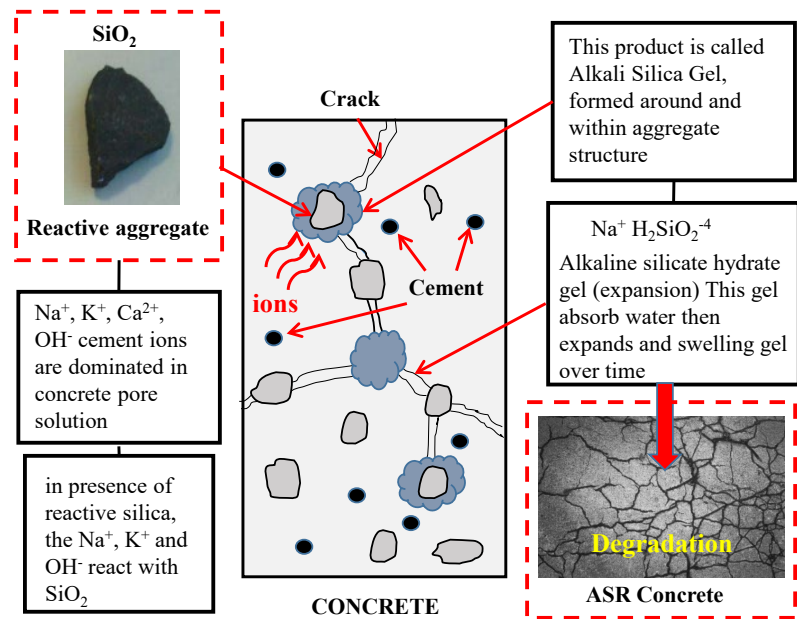 SiO₂
Reactive aggregate
Na⁺, K⁺, Ca²⁺,
OH⁻ cement ions
are dominated in
concrete pore
solution
in presence of
reactive silica,
the Na⁺, K⁺ and
OH⁻ react with
SiO₂
Crack
ions
Cement
CONCRETE
This product is called
Alkali Silica Gel,
formed around and
within aggregate
structure
Na⁺ H₂SiO₂⁻⁴
Alkaline silicate hydrate
gel (expansion) This gel
absorb water then
expands and swelling gel
over time
Degradation
ASR Concrete